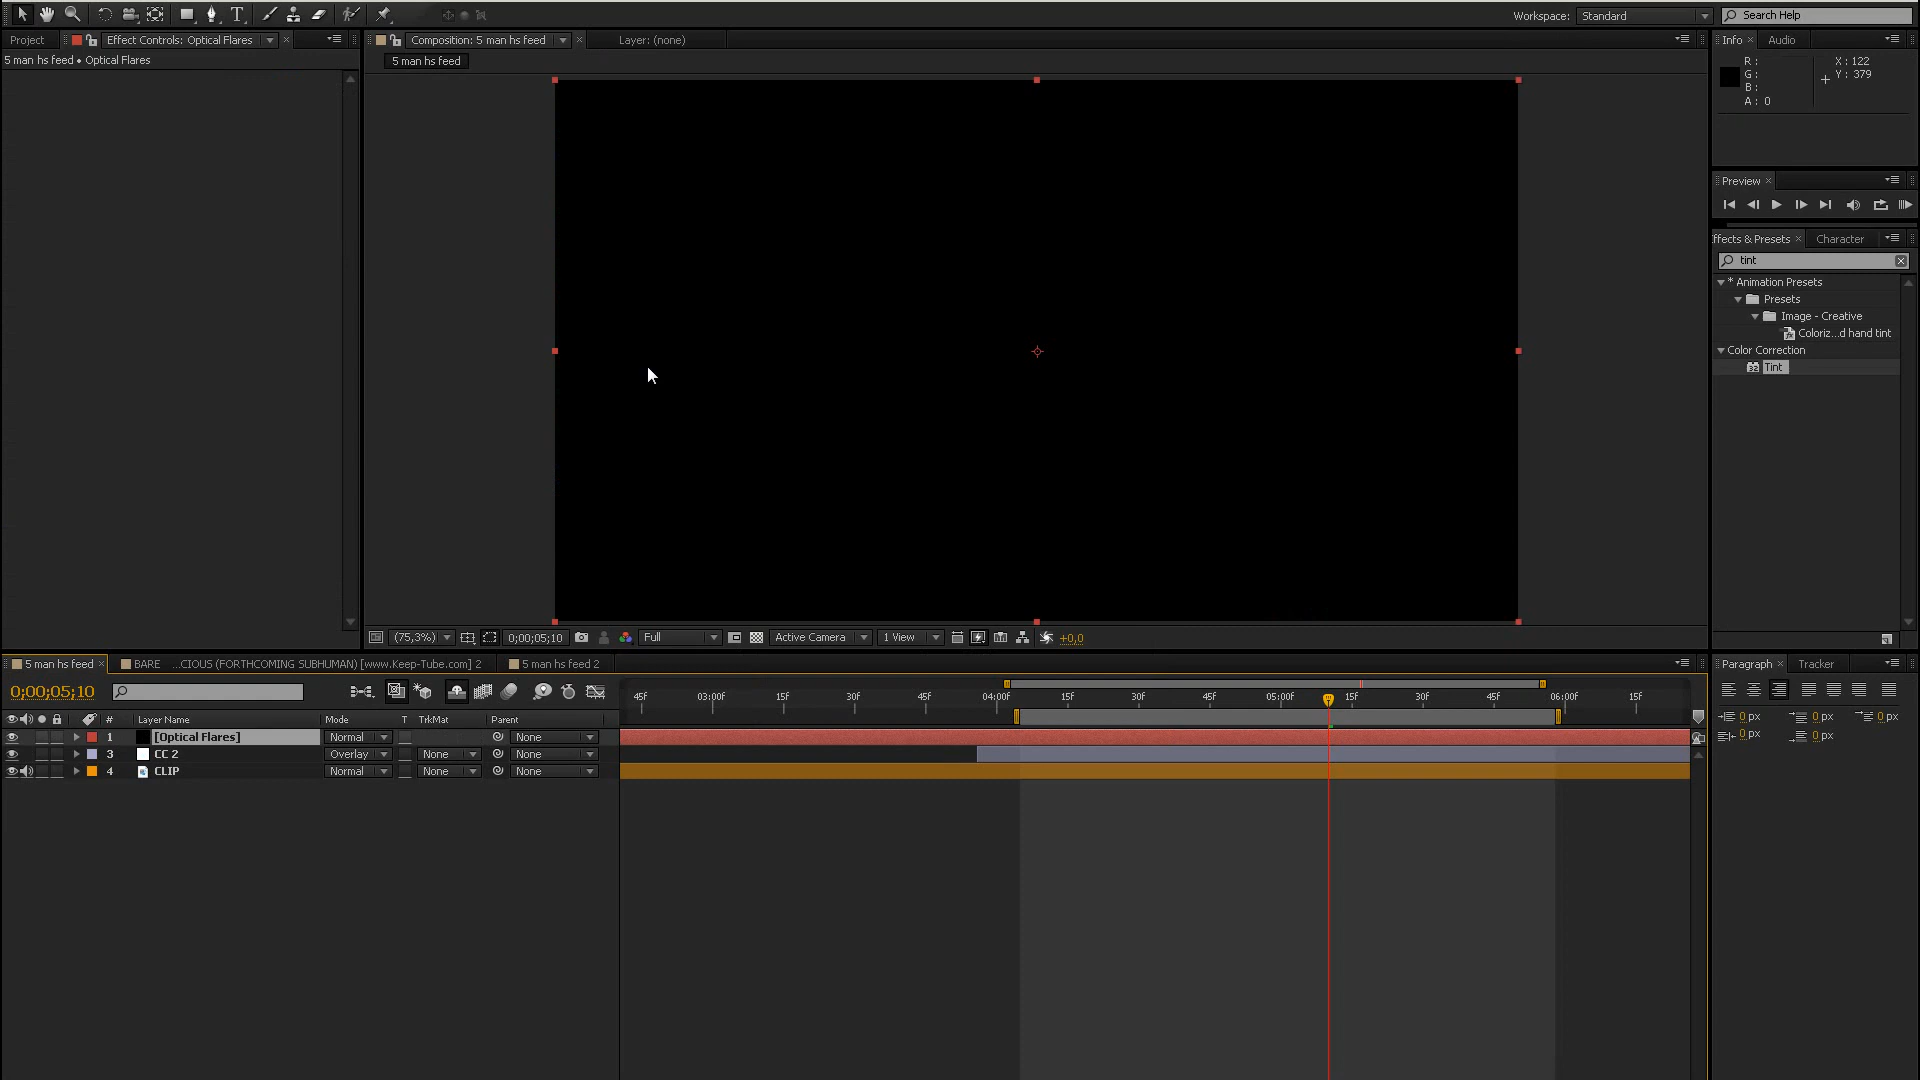 Workspace: Standard Search Help
Project Effect Controls: Optical Flares Composition: 5 man hs feed Layer: (none) Info Audio
5 man hs feed • Optical Flares
5 man hs feed
R :
G :
B :
A : 0
X : 122
Y : 379
Preview
ffects & Presets Character
tint
* Animation Presets
Presets
Image - Creative
Coloriz...d hand tint
Color Correction
32 Tint
(75,3%) 0;00;05;10 Full Active Camera 1 View +0,0
5 man hs feed BARE ...CIOUS (FORTHCOMING SUBHUMAN) [www.Keep-Tube.com] 2 5 man hs feed 2 Paragraph Tracker
0;00;05;10
45f 03:00f 15f 30f 45f 04:00f 15f 30f 45f 05:00f 15f 30f 45f 06:00f 15f
# Layer Name Mode T TrkMat Parent
1 [Optical Flares] Normal None
3 CC 2 Overlay None None
4 CLIP Normal None None
0 px 0 px 0 px
0 px 0 px